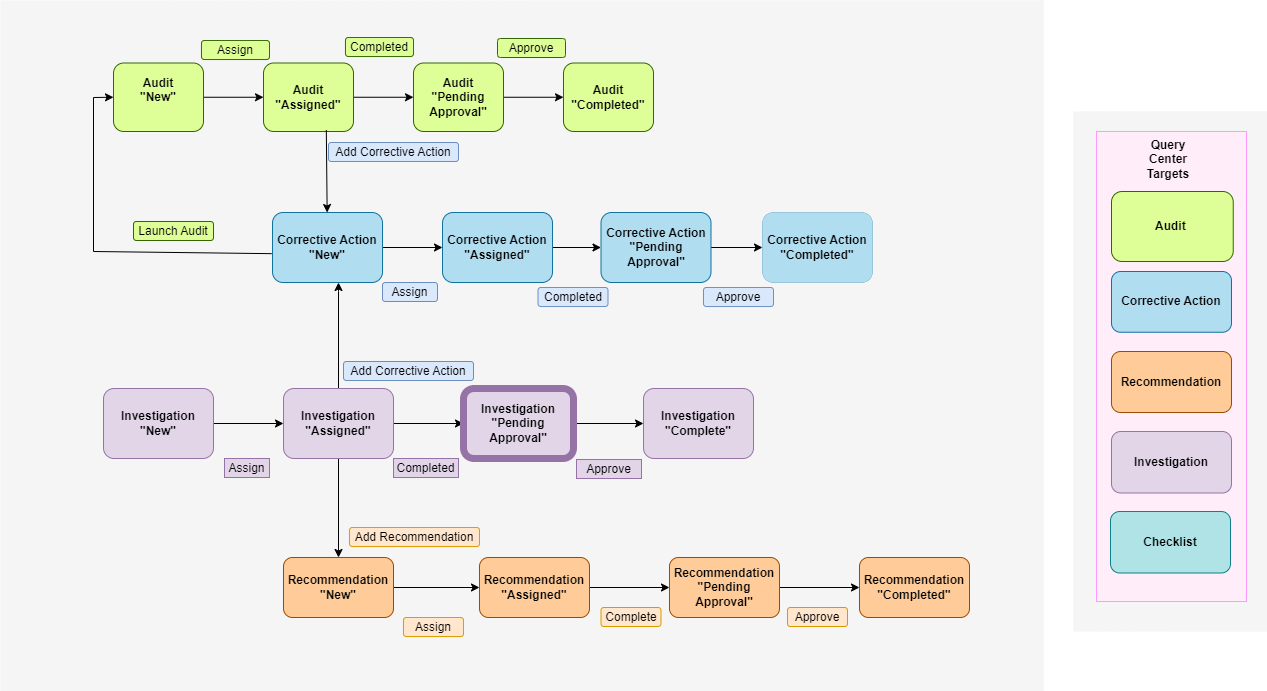 Assign
Completed
Approve
Audit
"New"
Audit
"Assigned"
Audit
"Pending
Approval"
Audit
"Completed"
Add Corrective Action
Launch Audit
Corrective Action
"New"
Corrective Action
"Assigned"
Corrective Action
"Pending
Approval"
Corrective Action
"Completed"
Assign
Completed
Approve
Add Corrective Action
Investigation
"New"
Investigation
"Assigned"
Investigation
"Pending
Approval"
Investigation
"Complete"
Assign
Completed
Approve
Add Recommendation
Recommendation
"New"
Recommendation
"Assigned"
Recommendation
"Pending
Approval"
Recommendation
"Completed"
Assign
Complete
Approve
Query
Center
Targets
Audit
Corrective Action
Recommendation
Investigation
Checklist